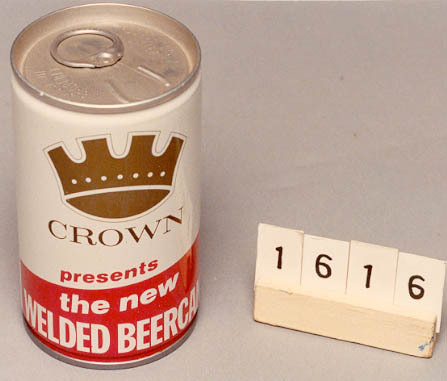 CROWN
presents
the new
WELDED BEERCA
1616